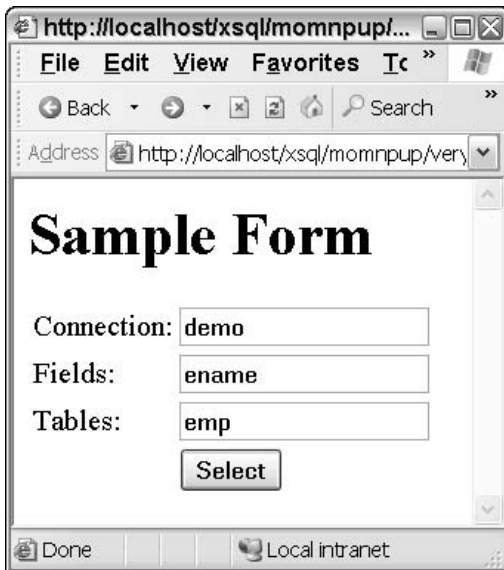 http://localhost/xsql/momnpup/...
File Edit View Favorites To »
Back Search »
Address http://localhost/xsql/momnpup/very
Sample Form
Connection: demo
Fields: ename
Tables: emp
Select
Done Local intranet